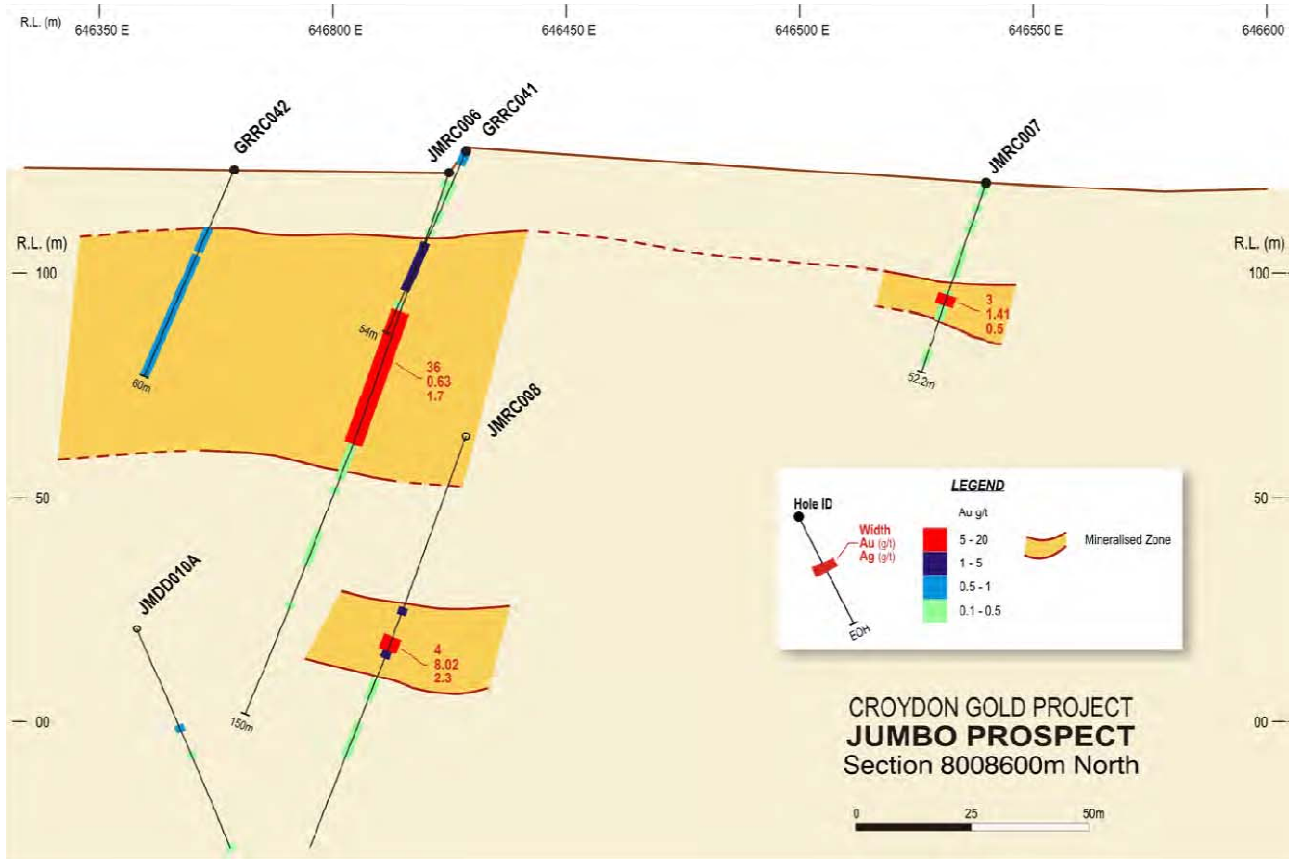 R.L. (m)
646350 E
646800 E
646450 E
646500 E
646550 E
646600 E
GRRC042
JMRC006
GRRC041
JMRC007
R.L. (m)
R.L. (m)
100
100
54m
60m
36
0.63
1.7
3
1.41
0.5
52.2m
JMRC008
50
50
LEGEND
Hole ID
Width
Au (g/t)
Ag (g/t)
EOH
Au g/t
5 - 20
1 - 5
0.5 - 1
0.1 - 0.5
Mineralised Zone
JMDD010A
4
8.02
2.3
150m
00
00
CROYDON GOLD PROJECT
JUMBO PROSPECT
Section 8008600m North
0
25
50m